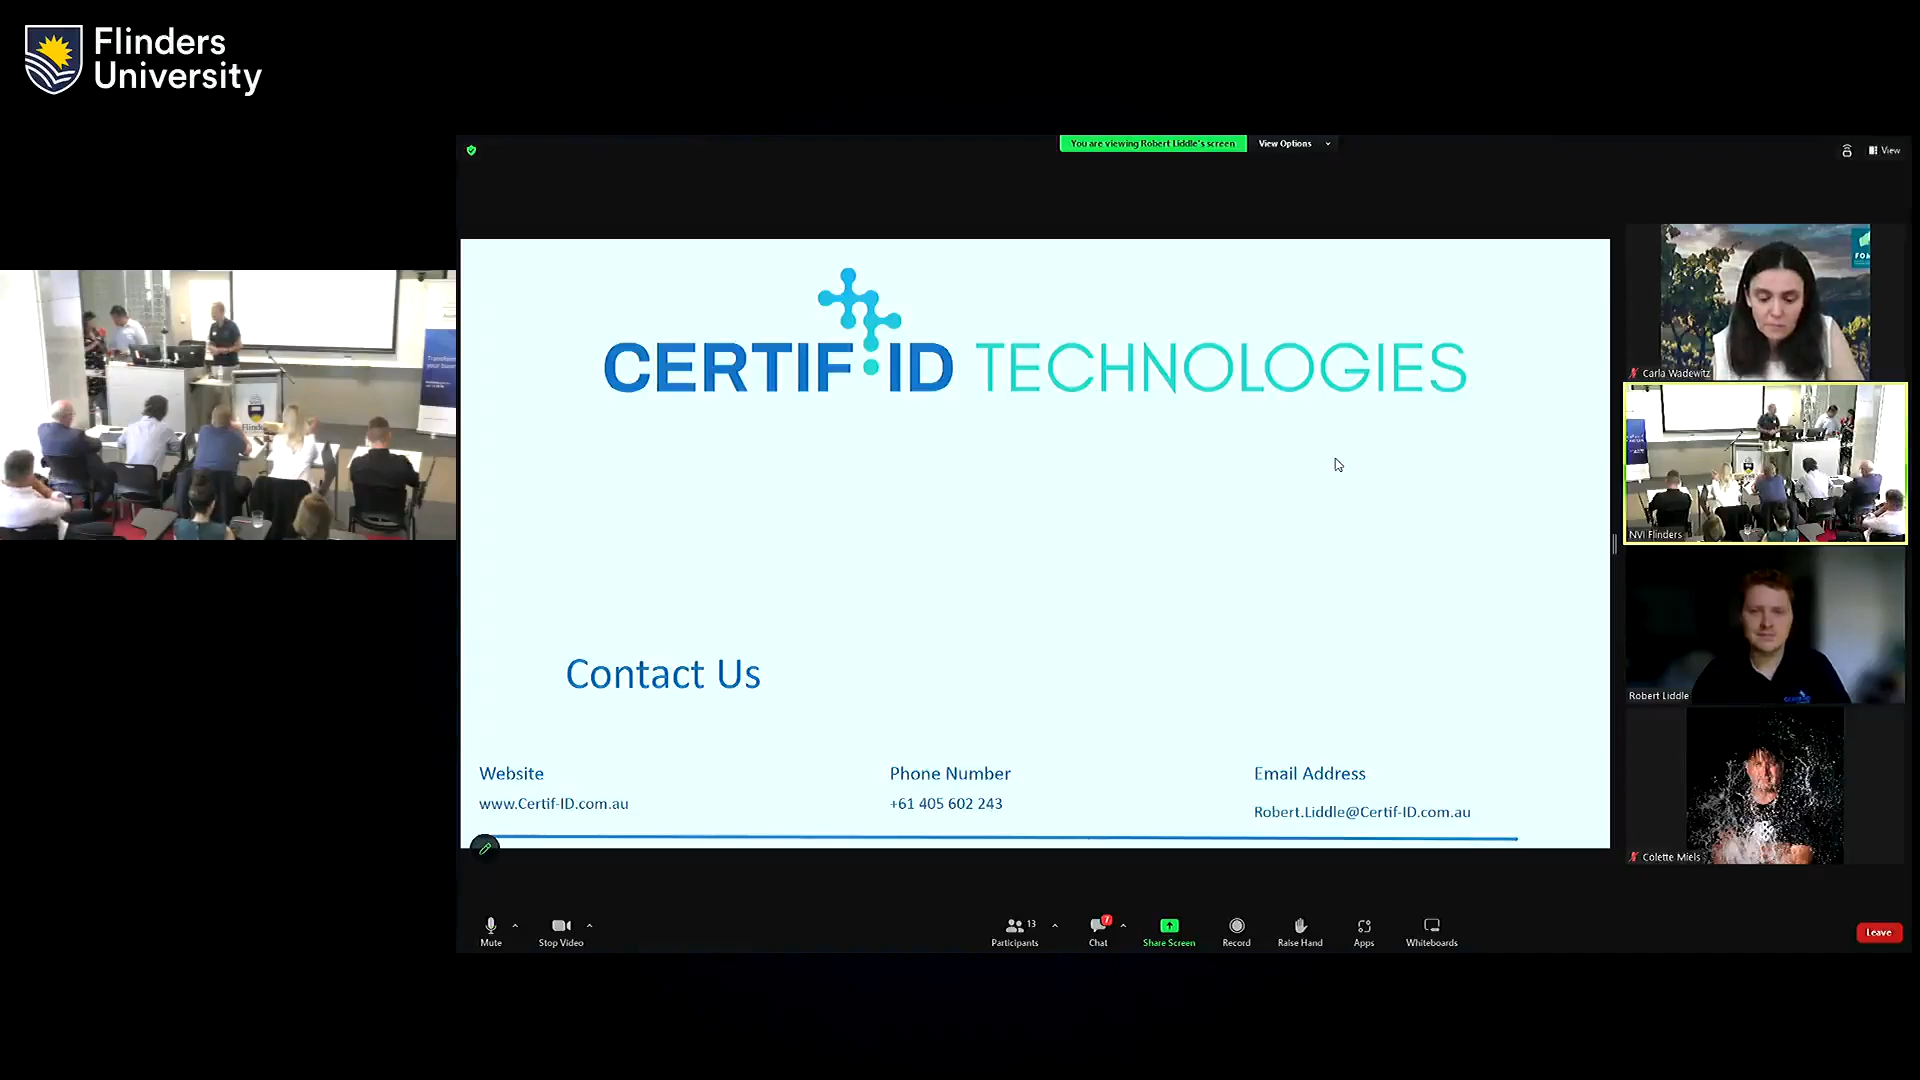 Flinders
University
You are viewing Robert Liddle's screen
View Options
View
CERTIF-ID TECHNOLOGIES
Contact Us
Website
www.Certif-ID.com.au
Phone Number
+61 405 602 243
Email Address
Robert.Liddle@Certif-ID.com.au
Carla Wadewitz
NVI Flinders
Robert Liddle
Colette Miels
Mute
Stop Video
Participants
13
Chat
7
Share Screen
Record
Raise Hand
Apps
Whiteboards
Leave